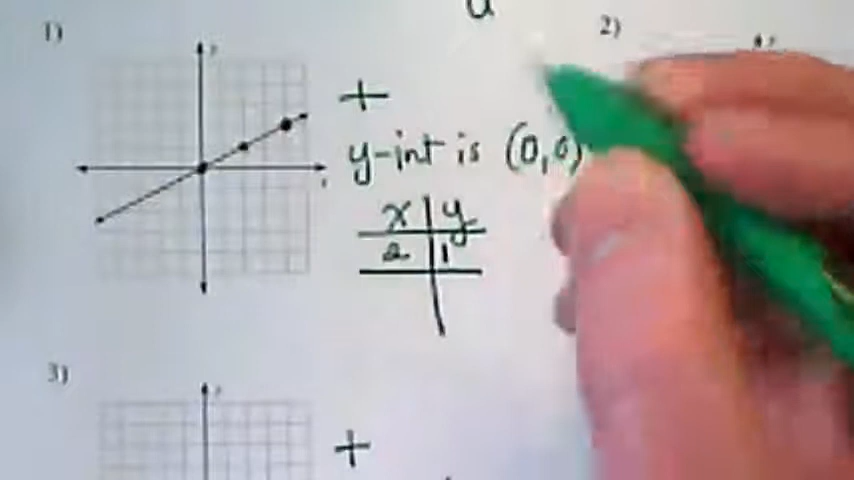 1)
2)
y
y
+
y-int is (0,0)
x
x y
2 1
3)
y
+